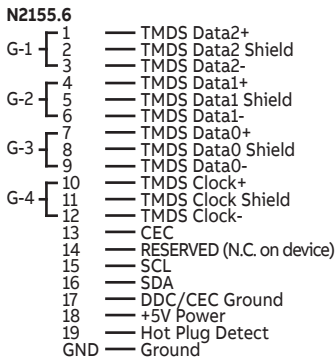 N2155.6
G-1
1 TMDS Data2+
2 TMDS Data2 Shield
3 TMDS Data2-
G-2
4 TMDS Data1+
5 TMDS Data1 Shield
6 TMDS Data1-
G-3
7 TMDS Data0+
8 TMDS Data0 Shield
9 TMDS Data0-
G-4
10 TMDS Clock+
11 TMDS Clock Shield
12 TMDS Clock-
13 CEC
14 RESERVED (N.C. on device)
15 SCL
16 SDA
17 DDC/CEC Ground
18 +5V Power
19 Hot Plug Detect
GND Ground